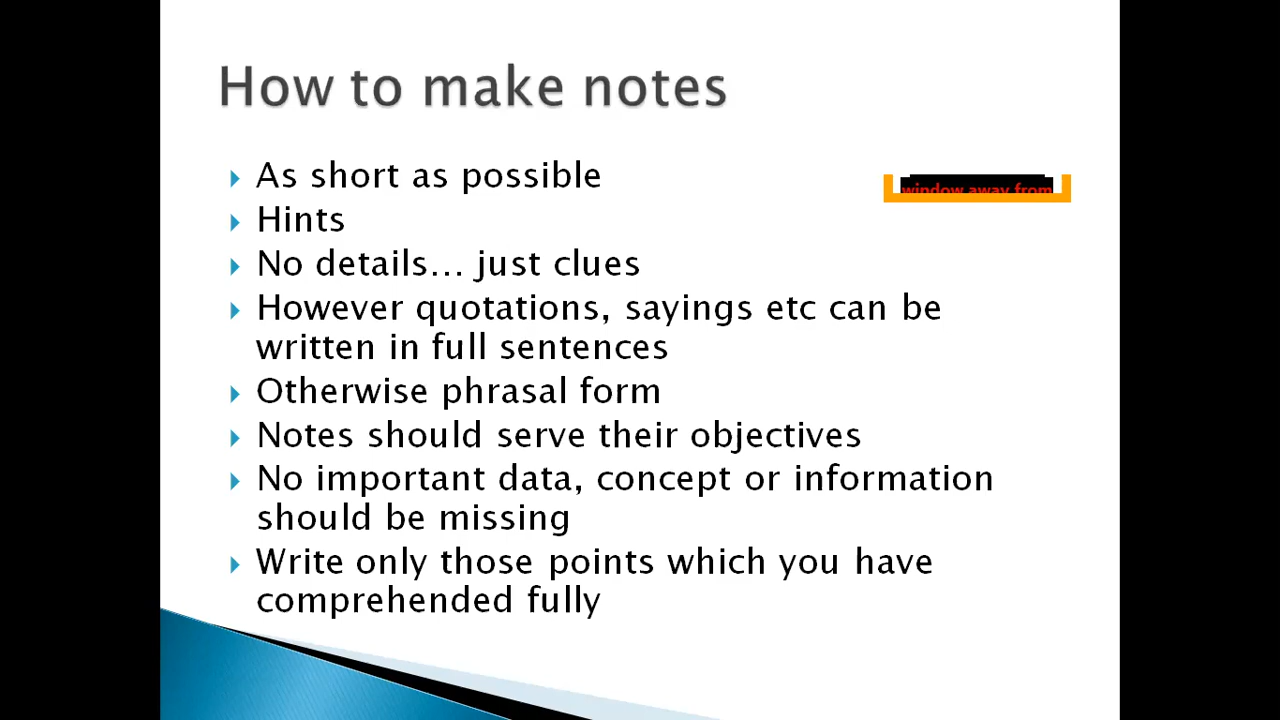 How to make notes
As short as possible
window away from
Hints
No details... just clues
However quotations, sayings etc can be
written in full sentences
Otherwise phrasal form
Notes should serve their objectives
No important data, concept or information
should be missing
Write only those points which you have
comprehended fully